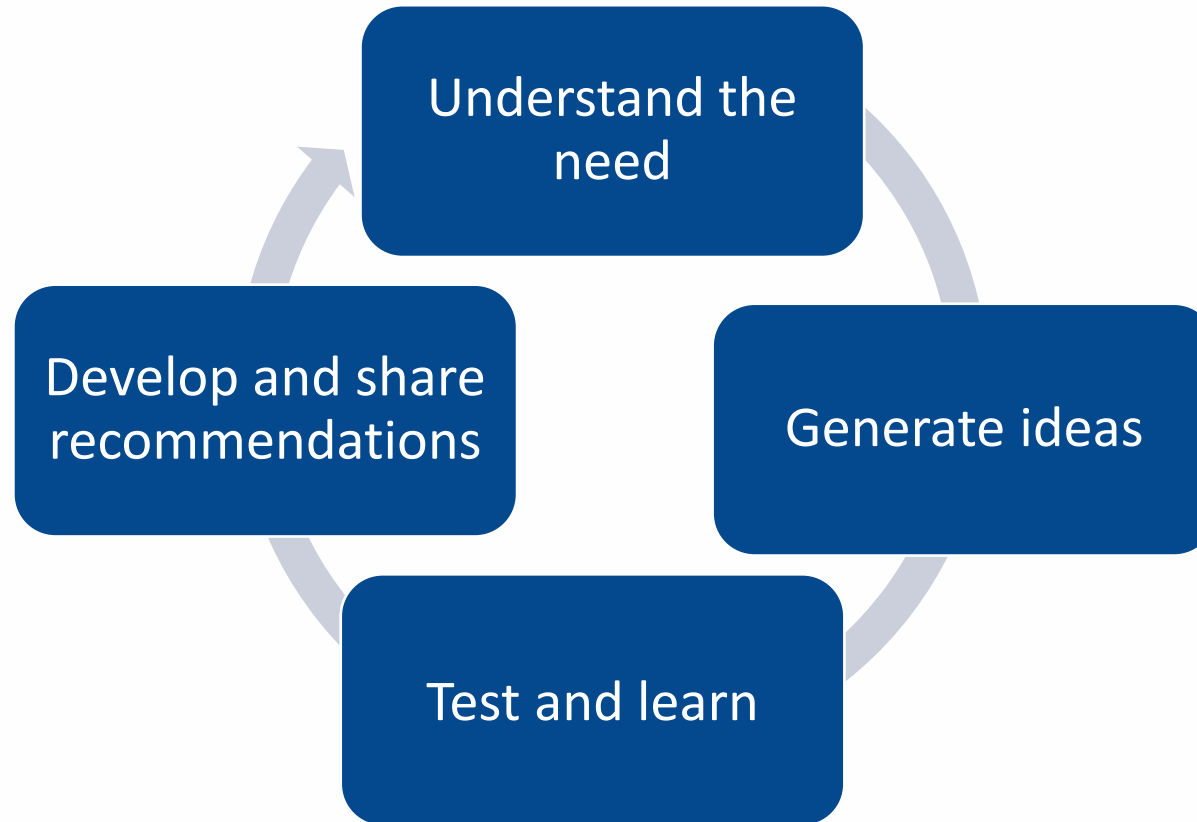 Understand the
need
Generate ideas
Test and learn
Develop and share
recommendations